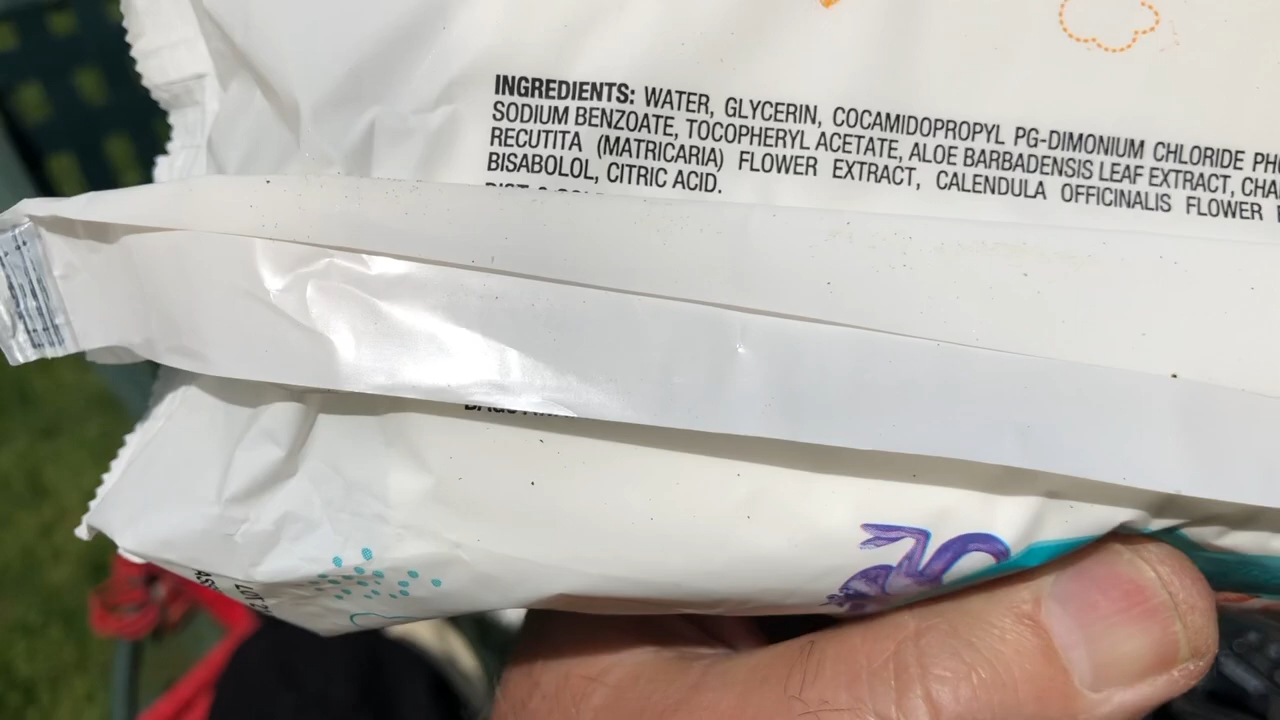 INGREDIENTS: WATER, GLYCERIN, COCAMIDOPROPYL PG-DIMONIUM CHLORIDE
SODIUM BENZOATE, TOCOPHERYL ACETATE, ALOE BARBADENSIS LEAF EXTRACT,
RECUTITA (MATRICARIA) FLOWER EXTRACT, CALENDULA OFFICINALIS FLOWER
BISABOLOL, CITRIC ACID.
LOT